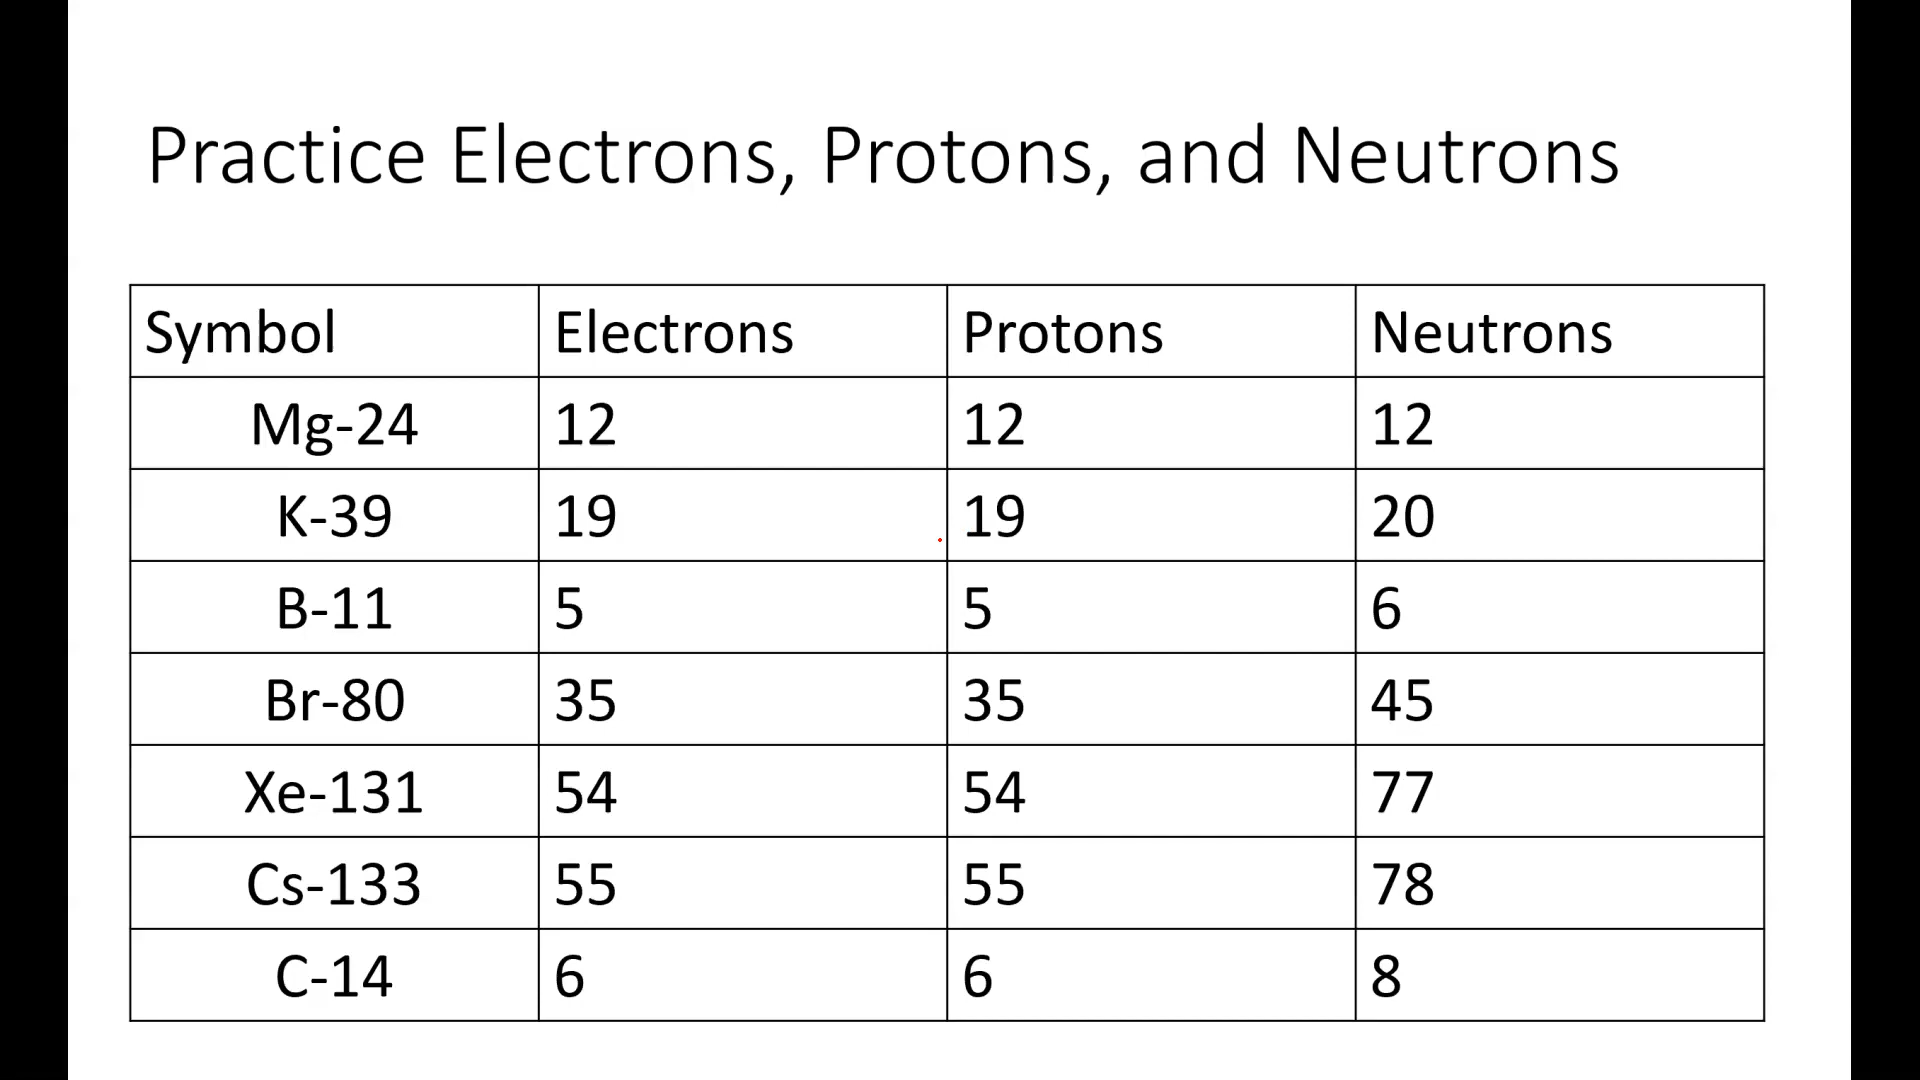 Practice Electrons, Protons, and Neutrons
Symbol Electrons Protons Neutrons
Mg-24 12 12 12
K-39 19 19 20
B-11 5 5 6
Br-80 35 35 45
Xe-131 54 54 77
Cs-133 55 55 78
C-14 6 6 8